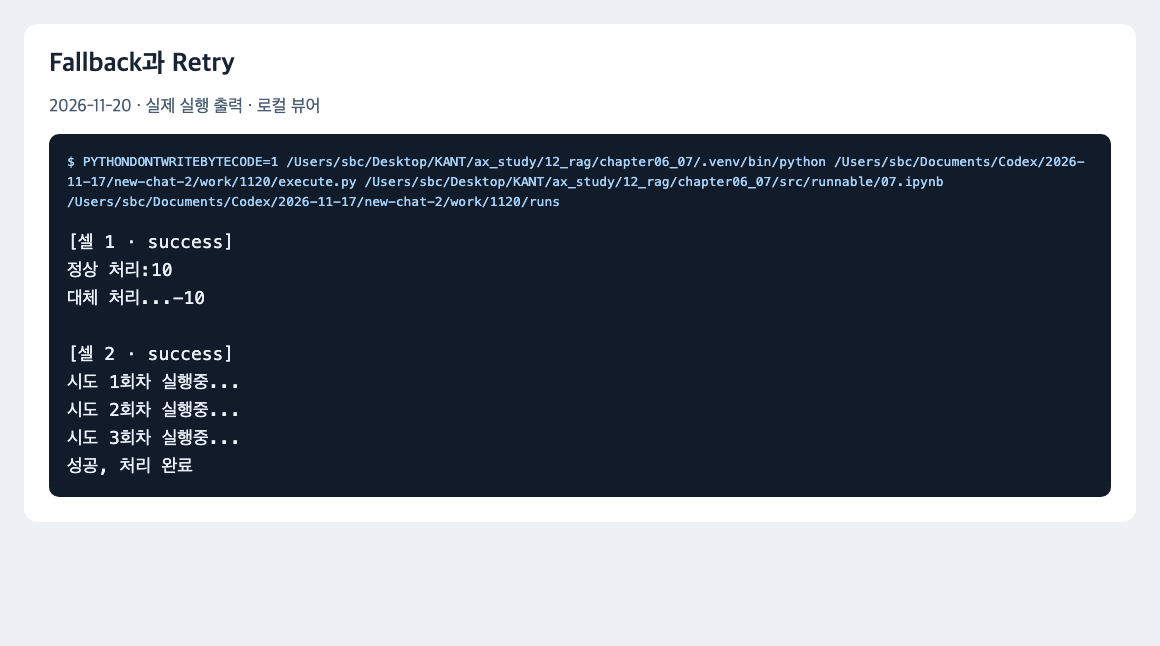 Fallback과 Retry
2026-11-20 · 실제 실행 출력 · 로컬 뷰어
$ PYTHONDONTWRITEBYTECODE=1 /Users/sbc/Desktop/KANT/ax_study/12_rag/chapter06_07/.venv/bin/python /Users/sbc/Documents/Codex/2026-
11-17/new-chat-2/work/1120/execute.py /Users/sbc/Desktop/KANT/ax_study/12_rag/chapter06_07/src/runnable/07.ipynb
/Users/sbc/Documents/Codex/2026-11-17/new-chat-2/work/1120/runs
[셀 1 · success]
정상 처리:10
대체 처리...-10
[셀 2 · success]
시도 1회차 실행중...
시도 2회차 실행중...
시도 3회차 실행중...
성공, 처리 완료